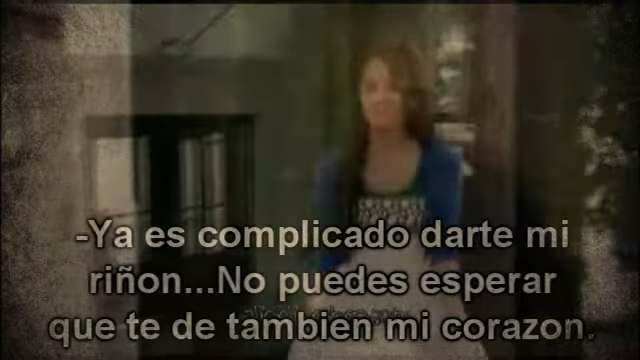 -Ya es complicado darte mi
riñon...No puedes esperar
que te de tambien mi corazon.